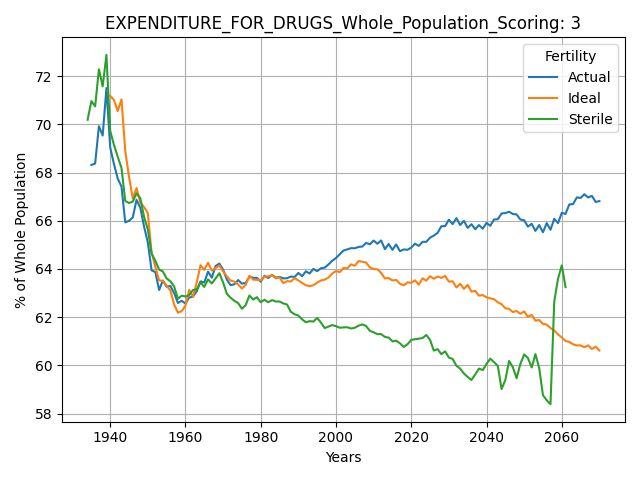 EXPENDITURE_FOR_DRUGS_Whole_Population_Scoring: 3
Fertility
Actual
Ideal
Sterile
% of Whole Population
72
70
68
66
64
62
60
58
1940
1960
1980
2000
2020
2040
2060
Years